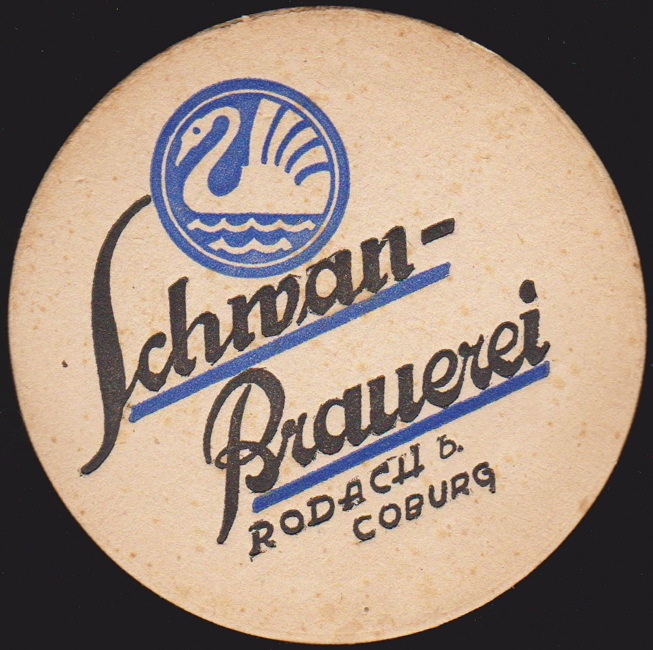 Schwan-
Brauerei
RODACH b.
COBURG